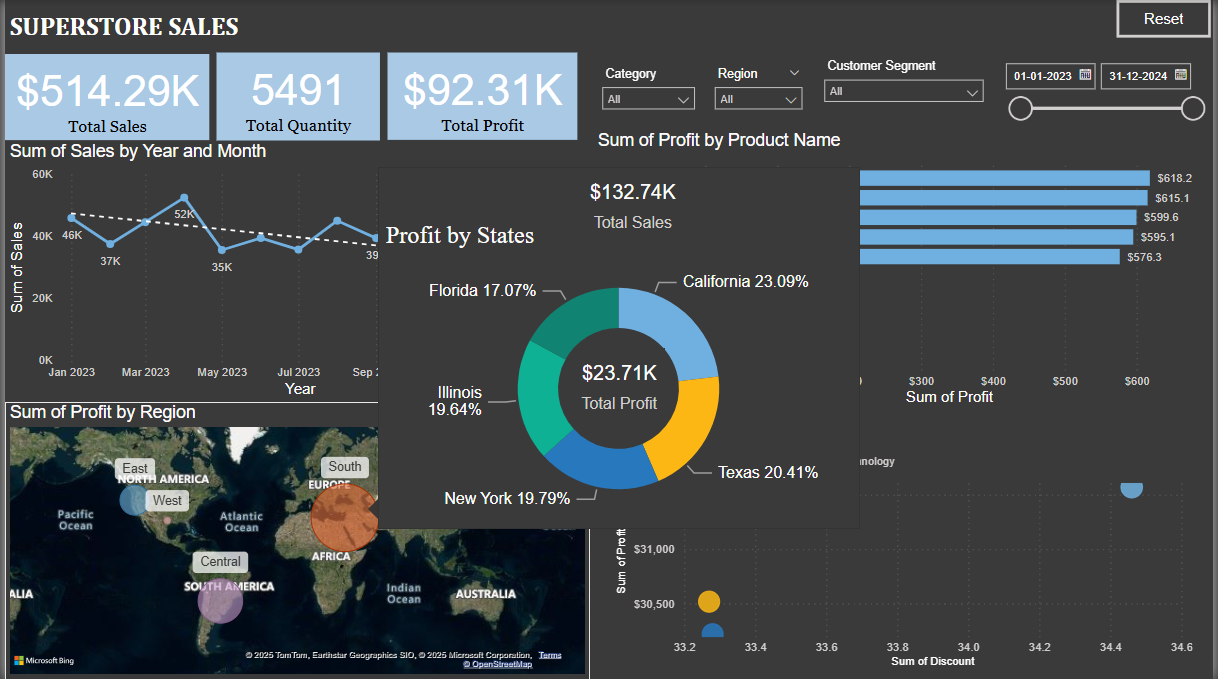 SUPERSTORE SALES
Reset
$514.29K
Total Sales
5491
Total Quantity
$92.31K
Total Profit
Category
All
Region
All
Customer Segment
All
01-01-2023
31-12-2024
Sum of Sales by Year and Month
60K
40K
20K
0K
Sum of Sales
46K
37K
52K
35K
39
Jan 2023
Mar 2023
May 2023
Jul 2023
Sep 2
Year
Sum of Profit by Product Name
$618.2
$615.1
$599.6
$595.1
$576.3
$300
$400
$500
$600
Sum of Profit
$132.74K
Total Sales
Profit by States
California 23.09%
Florida 17.07%
Illinois
19.64%
$23.71K
Total Profit
Texas 20.41%
New York 19.79%
Sum of Profit by Region
East
West
South
Central
NORTH AMERICA
EUROPE
Pacific
Ocean
Atlantic
Ocean
AFRICA
SOUTH AMERICA
Indian
Ocean
AUSTRALIA
ALIA
Microsoft Bing
© 2025 TomTom, Earthstar Geographics SIO, © 2025 Microsoft Corporation, Terms
© OpenStreetMap
nology
Sum of Profit
$31,000
$30,500
33.2
33.4
33.6
33.8
34.0
34.2
34.4
34.6
Sum of Discount